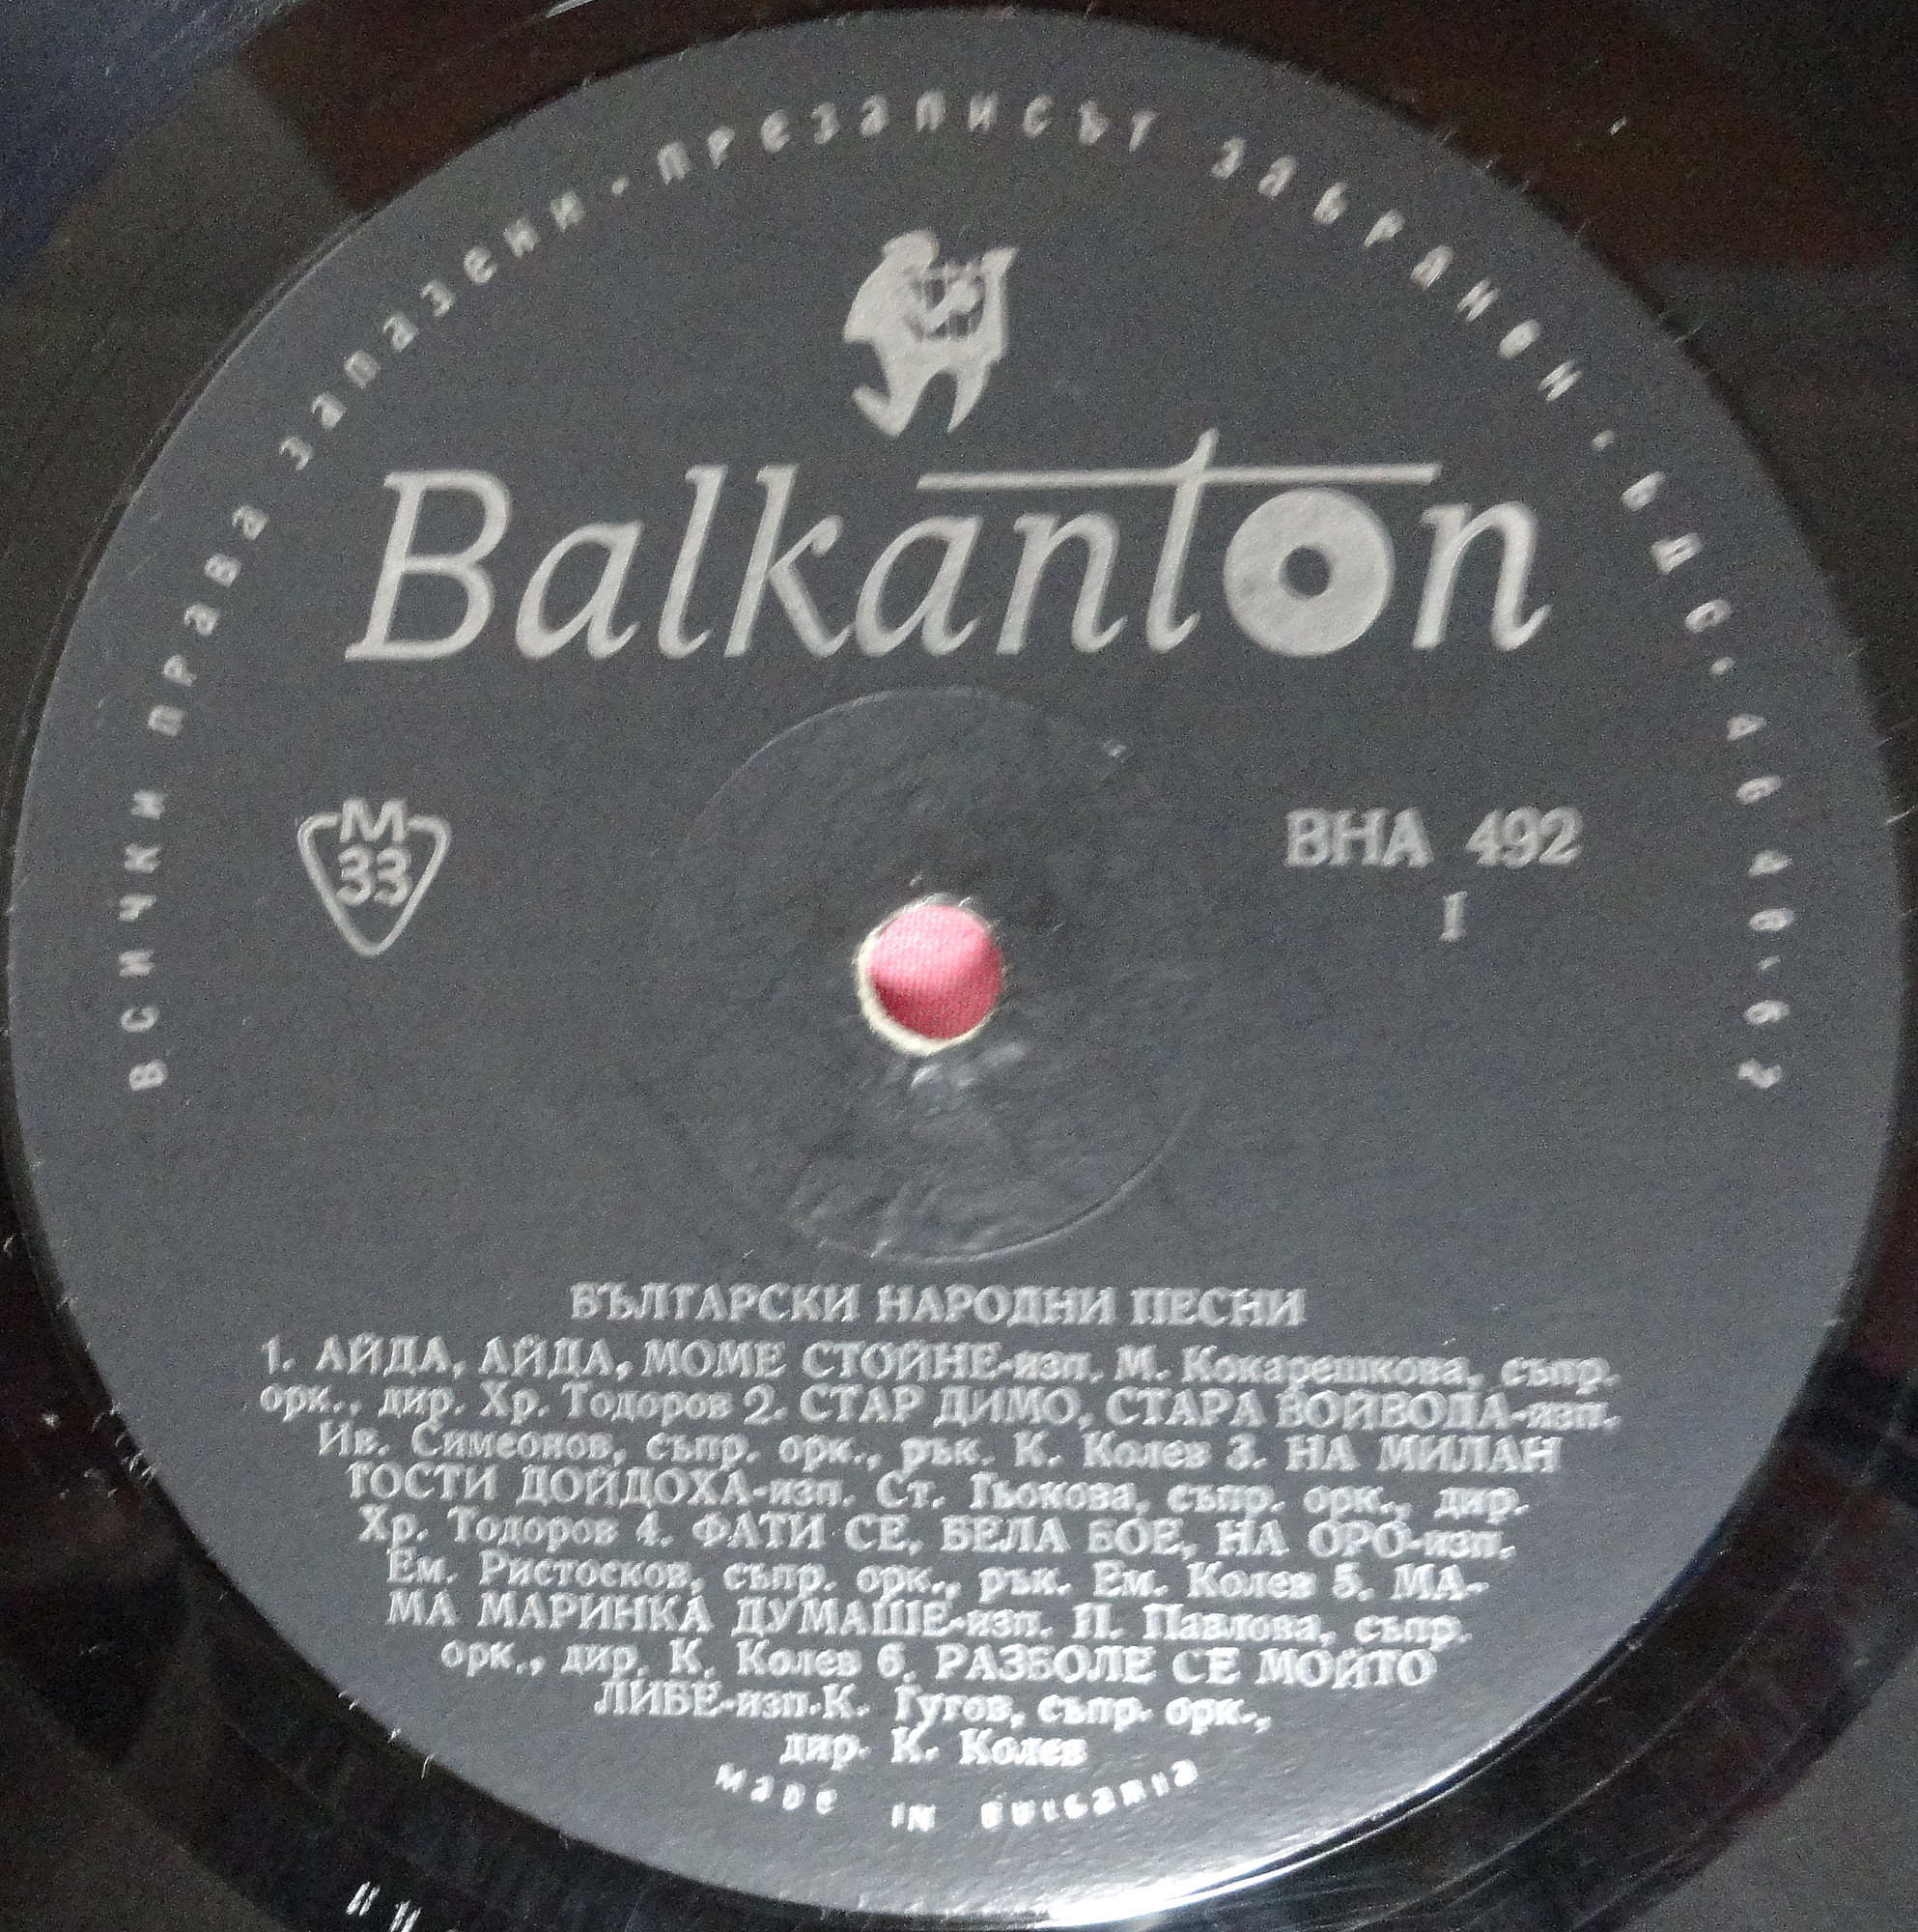 всички права запазени · презаписът забранен · БДС · 4640 · 62
Balkanton
М
33
ВНА 492
I
БЪЛГАРСКИ НАРОДНИ ПЕСНИ
1. АЙДА, АЙДА, МОМЕ СТОЙНЕ-изп. М. Кокарешкова, съпр.
орк., дир. Хр. Тодоров 2. СТАР ДИМО, СТАРА ВОЙВОДА-изп.
Ив. Симеонов, съпр. орк., рък. К. Колев 3. НА МИЛАН
ГОСТИ ДОЙДОХА-изп. Ст. Гьокова, съпр. орк., дир.
Хр. Тодоров 4. ФАТИ СЕ, БЕЛА БОЕ, НА ОРО-изп.
Ем. Ристосков, съпр. орк., рък. Ем. Колев 5. МА-
МА МАРИНКА ДУМАШЕ-изп. П. Павлова, съпр.
орк., дир. К. Колев 6. РАЗБОЛЕ СЕ МОЙТО
ЛИБЕ-изп.К. Гугов, съпр. орк.,
дир. К. Колев
MADE IN BULGARIA